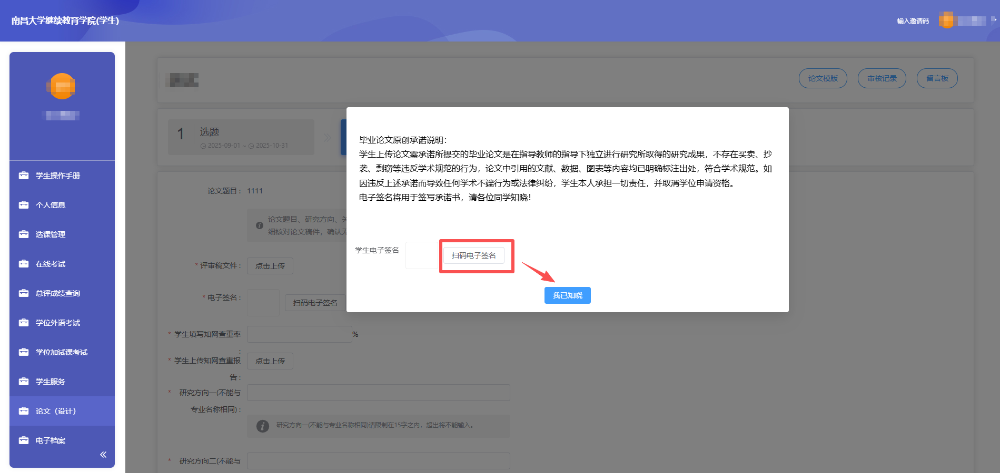 南昌大学继续教育学院(学生)
输入邀请码
学生操作手册
个人信息
选课管理
在线考试
总评成绩查询
学位外语考试
学位加试课考试
学生服务
论文（设计）
电子档案
论文模版
审核记录
留言板
1
选题
2025-09-01 ~ 2025-10-31
毕业论文原创承诺说明：
学生上传论文需承诺所提交的毕业论文是在指导教师的指导下独立进行研究所取得的研究成果，不存在买卖、抄
袭、剽窃等违反学术规范的行为，论文中引用的文献、数据、图表等内容均已明确标注出处，符合学术规范。如
因违反上述承诺而导致任何学术不端行为或法律纠纷，学生本人承担一切责任，并取消学位申请资格。
电子签名将用于签写承诺书，请各位同学知晓！
学生电子签名
扫码电子签名
我已知晓
论文题目： 1111
论文题目、研究方向、关
细核对论文稿件，确认无
* 评审稿文件： 点击上传
* 电子签名： 扫码电子签名
* 学生填写知网查重率
： %
* 学生上传知网查重报
告： 点击上传
* 研究方向一(不能与
专业名称相同)：
研究方向一(不能与专业名称相同)请限制在15字之内，超出将不能输入。
* 研究方向二(不能与